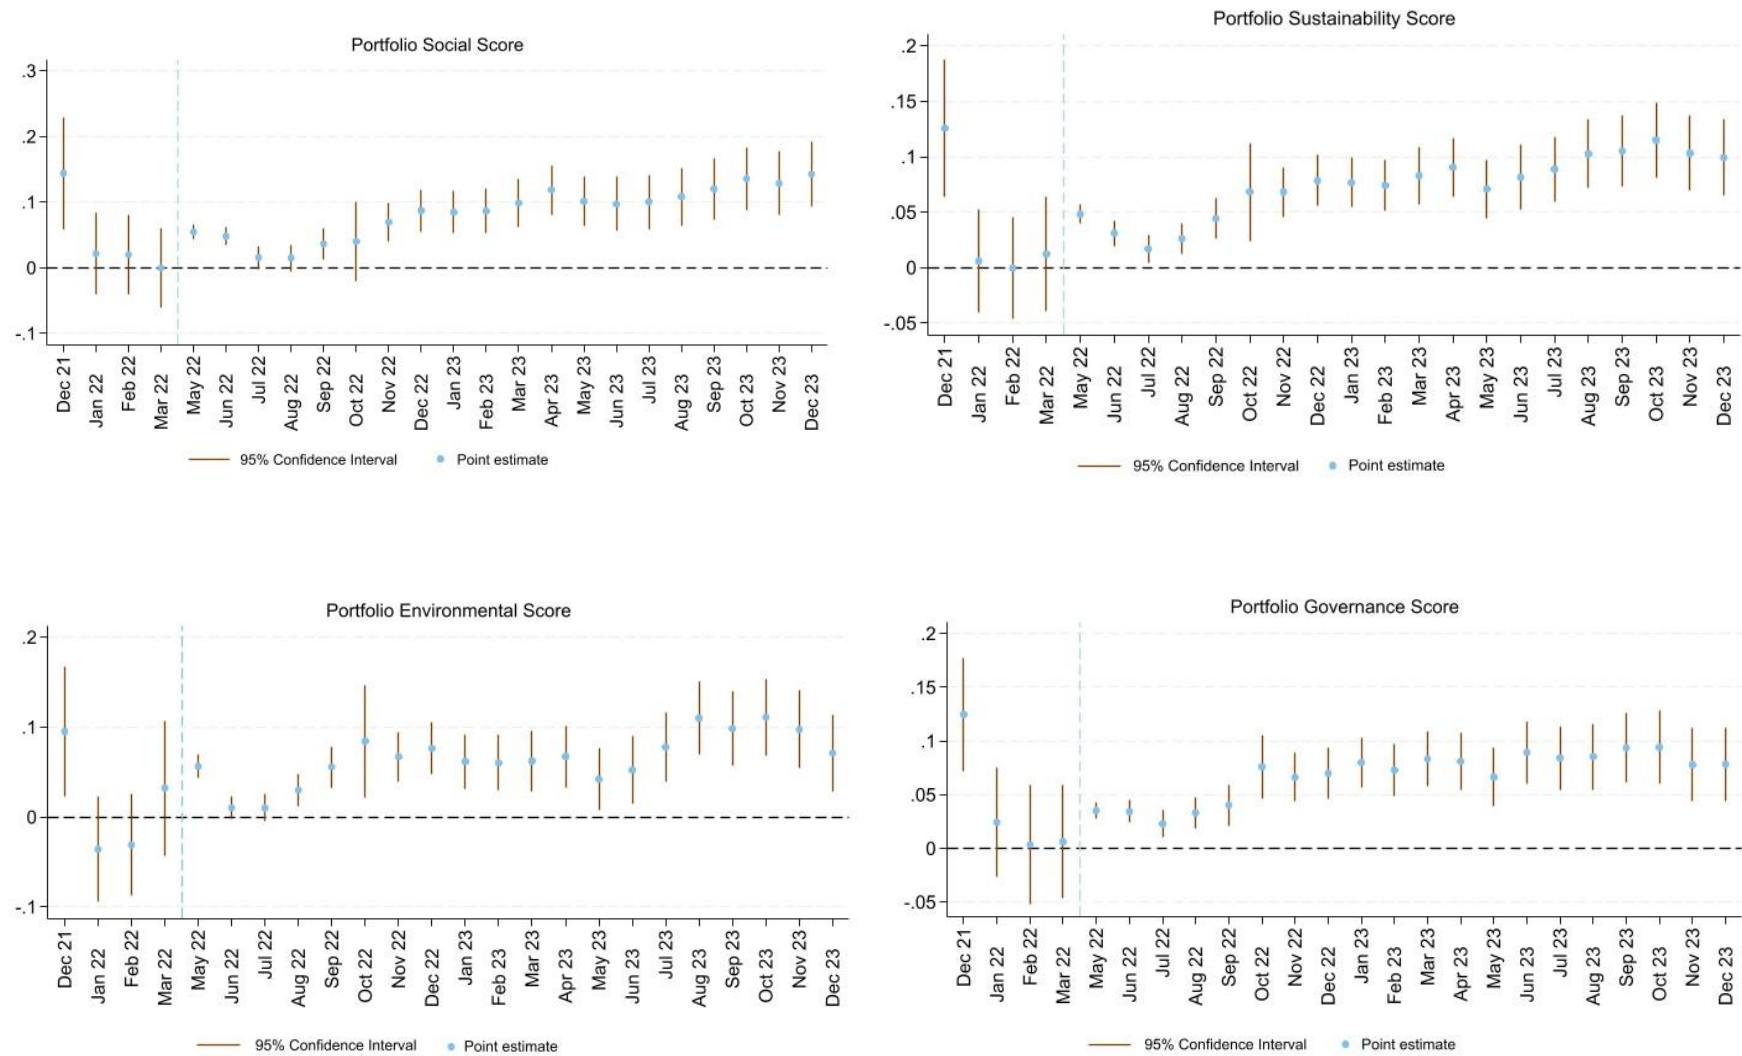 Portfolio Social Score
.3
.2
.1
0
-.1
Dec 21
Jan 22
Feb 22
Mar 22
May 22
Jun 22
Jul 22
Aug 22
Sep 22
Oct 22
Nov 22
Dec 22
Jan 23
Feb 23
Mar 23
Apr 23
May 23
Jun 23
Jul 23
Aug 23
Sep 23
Oct 23
Nov 23
Dec 23
95% Confidence Interval
Point estimate
Portfolio Sustainability Score
.2
.15
.1
.05
0
-.05
Dec 21
Jan 22
Feb 22
Mar 22
May 22
Jun 22
Jul 22
Aug 22
Sep 22
Oct 22
Nov 22
Dec 22
Jan 23
Feb 23
Mar 23
Apr 23
May 23
Jun 23
Jul 23
Aug 23
Sep 23
Oct 23
Nov 23
Dec 23
95% Confidence Interval
Point estimate
Portfolio Environmental Score
.2
.1
0
-.1
Dec 21
Jan 22
Feb 22
Mar 22
May 22
Jun 22
Jul 22
Aug 22
Sep 22
Oct 22
Nov 22
Dec 22
Jan 23
Feb 23
Mar 23
Apr 23
May 23
Jun 23
Jul 23
Aug 23
Sep 23
Oct 23
Nov 23
Dec 23
95% Confidence Interval
Point estimate
Portfolio Governance Score
.2
.15
.1
.05
0
-.05
Dec 21
Jan 22
Feb 22
Mar 22
May 22
Jun 22
Jul 22
Aug 22
Sep 22
Oct 22
Nov 22
Dec 22
Jan 23
Feb 23
Mar 23
Apr 23
May 23
Jun 23
Jul 23
Aug 23
Sep 23
Oct 23
Nov 23
Dec 23
95% Confidence Interval
Point estimate